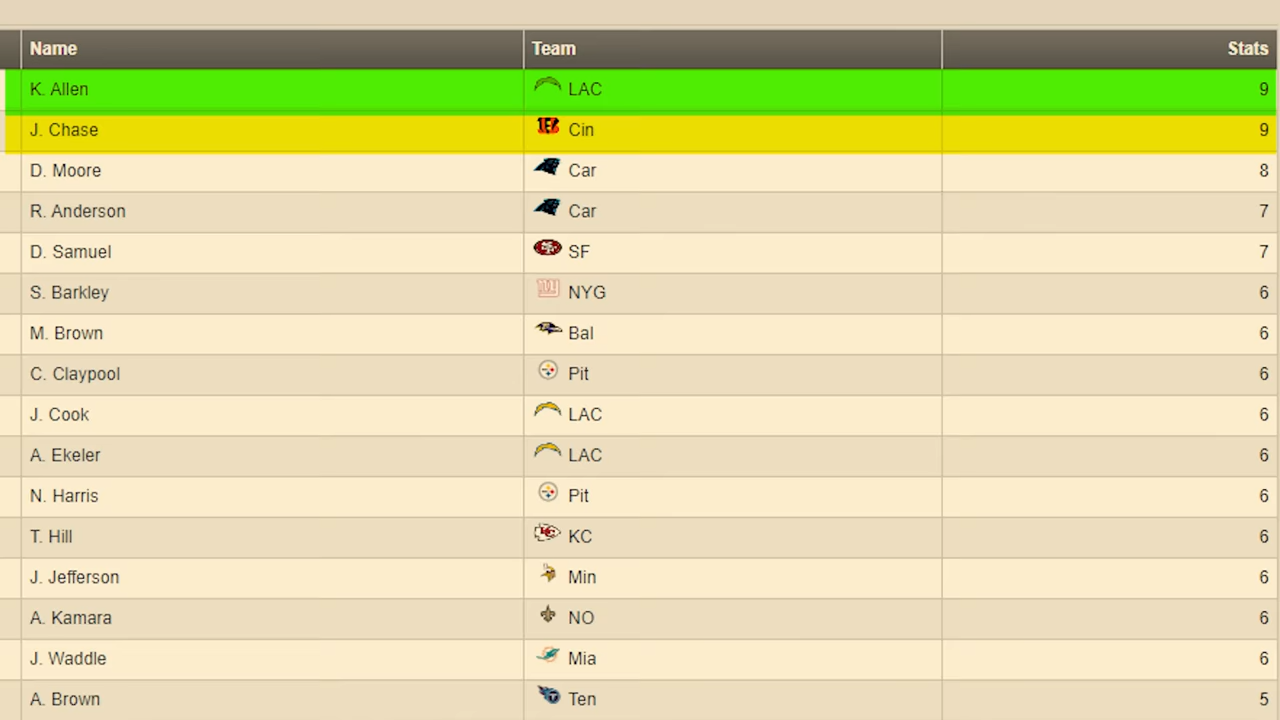 Name Team Stats
K. Allen LAC 9
J. Chase Cin 9
D. Moore Car 8
R. Anderson Car 7
D. Samuel SF 7
S. Barkley NYG 6
M. Brown Bal 6
C. Claypool Pit 6
J. Cook LAC 6
A. Ekeler LAC 6
N. Harris Pit 6
T. Hill KC 6
J. Jefferson Min 6
A. Kamara NO 6
J. Waddle Mia 6
A. Brown Ten 5